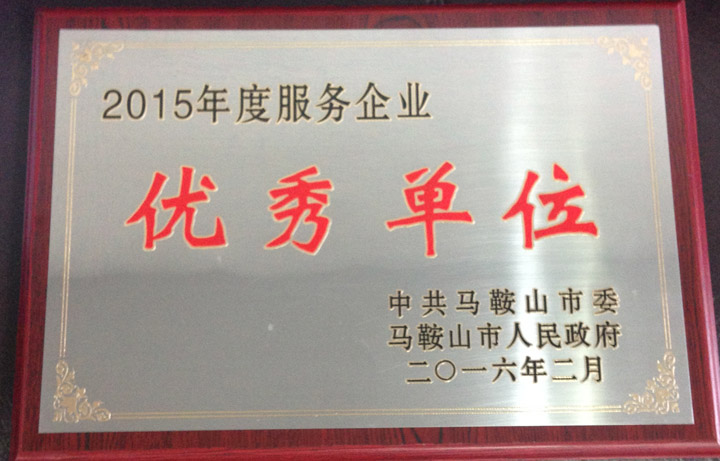 2015年度服务企业
优秀单位
中共马鞍山市委
马鞍山市人民政府
二〇一六年二月